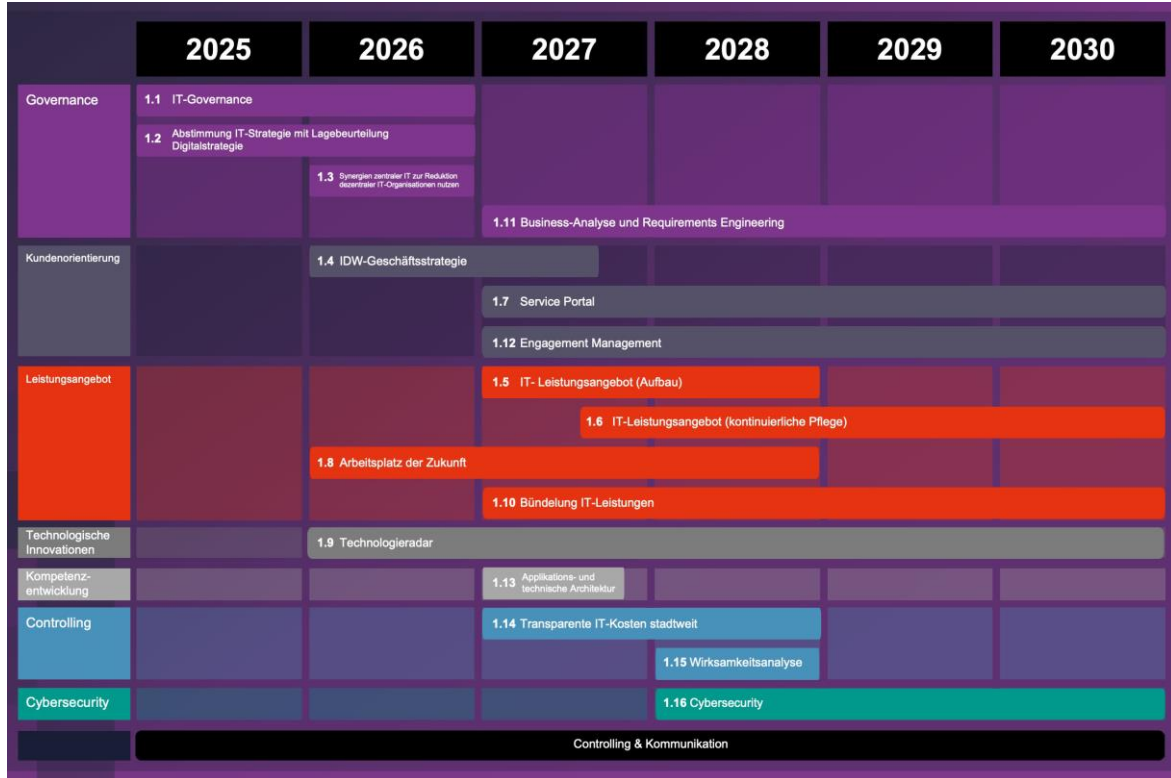 2025 2026 2027 2028 2029 2030
Governance
1.1 IT-Governance
1.2 Abstimmung IT-Strategie mit Lagebeurteilung
Digitalstrategie
1.3 Synergien zentraler IT zur Reduktion
dezentraler IT-Organisationen nutzen
1.11 Business-Analyse und Requirements Engineering
Kundenorientierung
1.4 IDW-Geschäftsstrategie
1.7 Service Portal
1.12 Engagement Management
Leistungsangebot
1.5 IT- Leistungsangebot (Aufbau)
1.6 IT-Leistungsangebot (kontinuierliche Pflege)
1.8 Arbeitsplatz der Zukunft
1.10 Bündelung IT-Leistungen
Technologische
Innovationen
1.9 Technologieradar
Kompetenz-
entwicklung
1.13 Applikations- und
technische Architektur
Controlling
1.14 Transparente IT-Kosten stadtweit
1.15 Wirksamkeitsanalyse
Cybersecurity
1.16 Cybersecurity
Controlling & Kommunikation